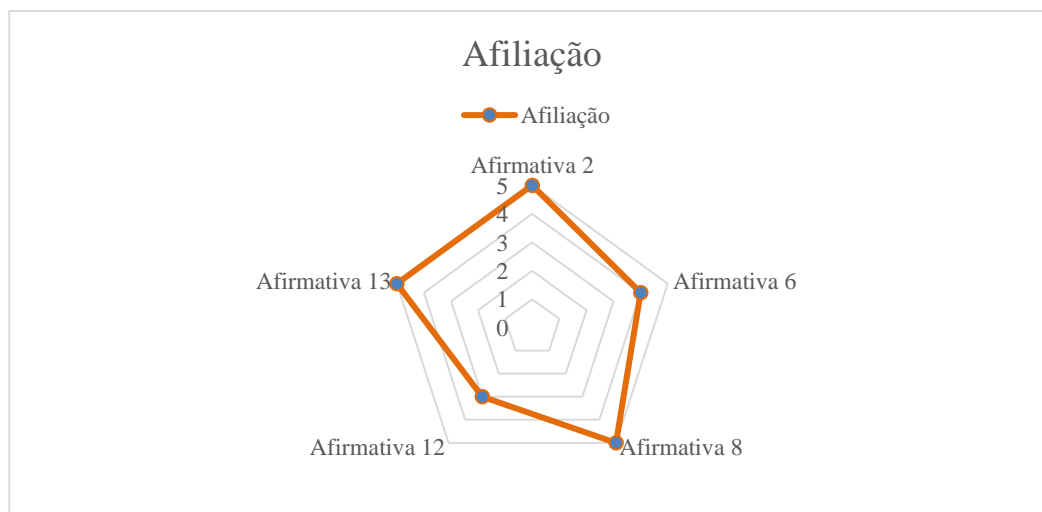 Afiliação
Afiliação
Afirmativa 2
5
4
3
2
1
0
Afirmativa 6
Afirmativa 8
Afirmativa 12
Afirmativa 13